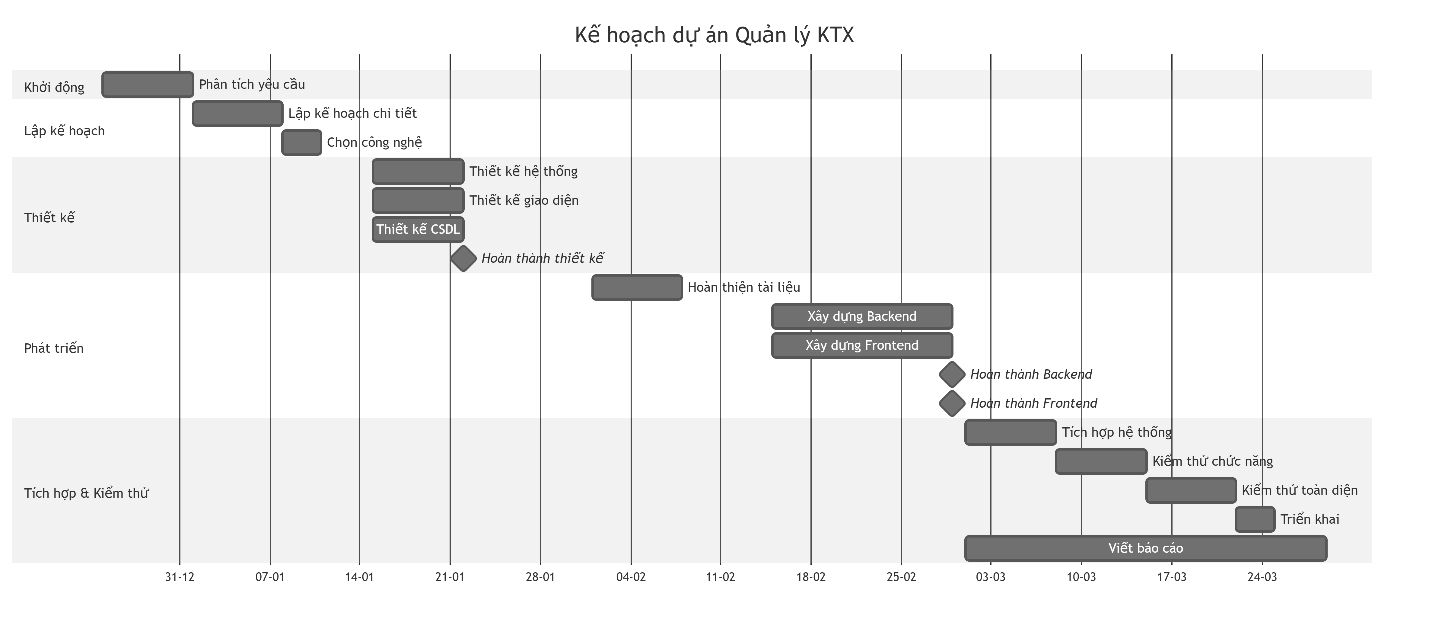 Kế hoạch dự án Quản lý KTX
Khởi động
Phân tích yêu cầu
Lập kế hoạch
Lập kế hoạch chi tiết
Chọn công nghệ
Thiết kế
Thiết kế hệ thống
Thiết kế giao diện
Thiết kế CSDL
Hoàn thành thiết kế
Phát triển
Hoàn thiện tài liệu
Xây dựng Backend
Xây dựng Frontend
Hoàn thành Backend
Hoàn thành Frontend
Tích hợp & Kiểm thử
Tích hợp hệ thống
Kiểm thử chức năng
Kiểm thử toàn diện
Triển khai
Viết báo cáo
31-12 07-01 14-01 21-01 28-01 04-02 11-02 18-02 25-02 03-03 10-03 17-03 24-03